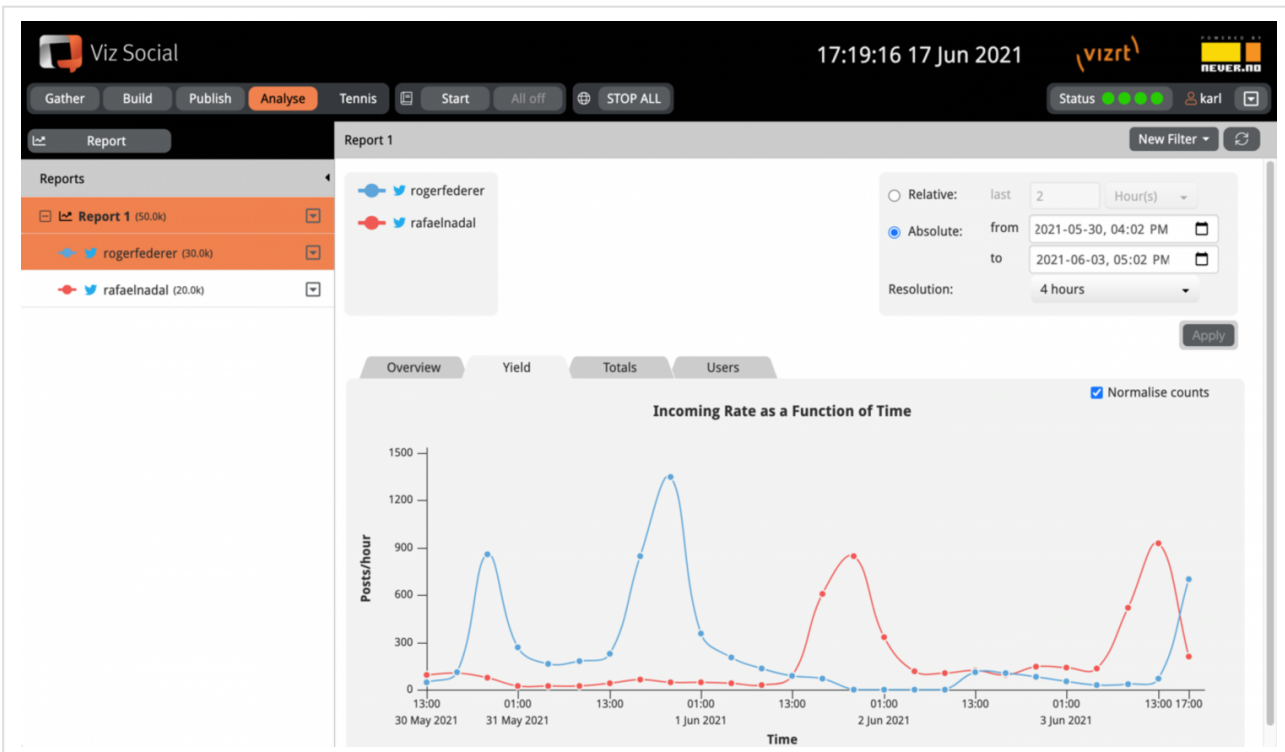 Viz Social
17:19:16 17 Jun 2021
vizrt
POWERED BY
NEVER.NO
Gather Build Publish Analyse Tennis Start All off STOP ALL Status karl
Report
Report 1
New Filter
Reports
Report 1 (50.0k)
rogerfederer (30.0k)
rafaelnadal (20.0k)
rogerfederer
rafaelnadal
Relative: last 2 Hour(s)
Absolute: from 2021-05-30, 04:02 PM
to 2021-06-03, 05:02 PM
Resolution: 4 hours
Apply
Overview Yield Totals Users
Normalise counts
Incoming Rate as a Function of Time
Posts/hour
1500
1200
900
600
300
0
13:00 01:00 13:00 01:00 13:00 01:00 13:00 01:00 13:00 17:00
30 May 2021 31 May 2021 1 Jun 2021 2 Jun 2021 3 Jun 2021
Time